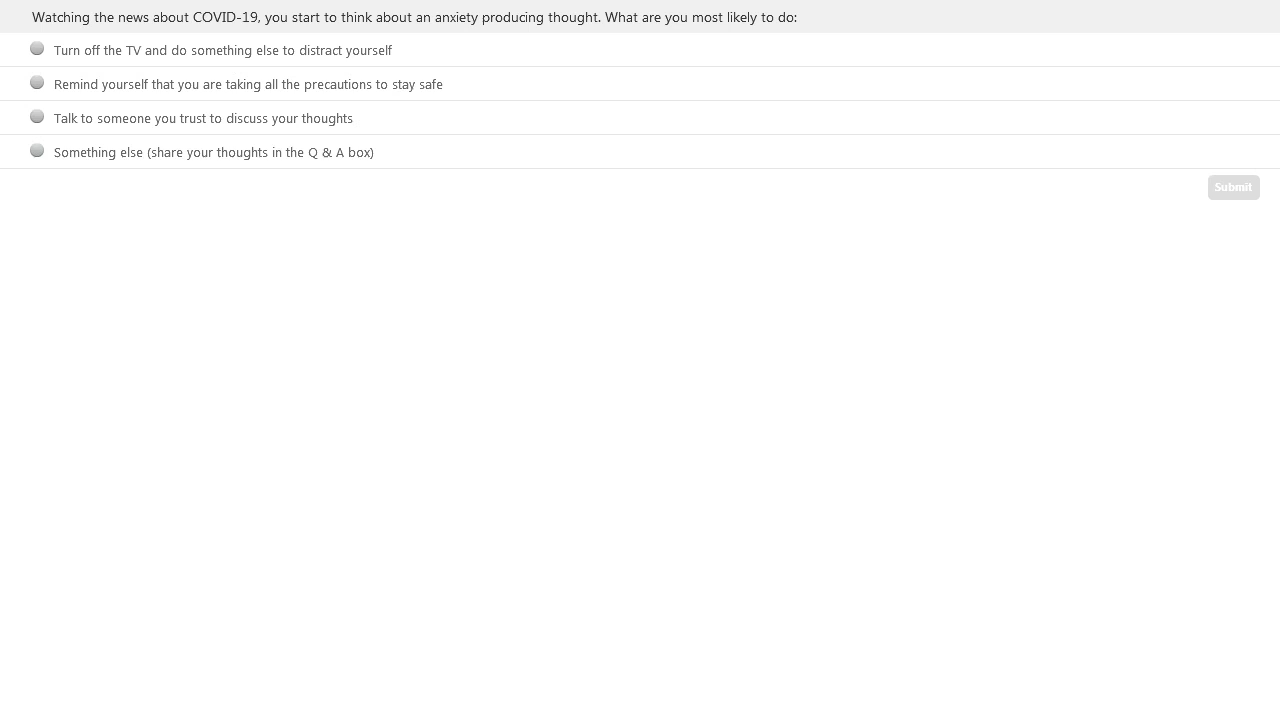 Watching the news about COVID-19, you start to think about an anxiety producing thought. What are you most likely to do:
Turn off the TV and do something else to distract yourself
Remind yourself that you are taking all the precautions to stay safe
Talk to someone you trust to discuss your thoughts
Something else (share your thoughts in the Q & A box)
Submit